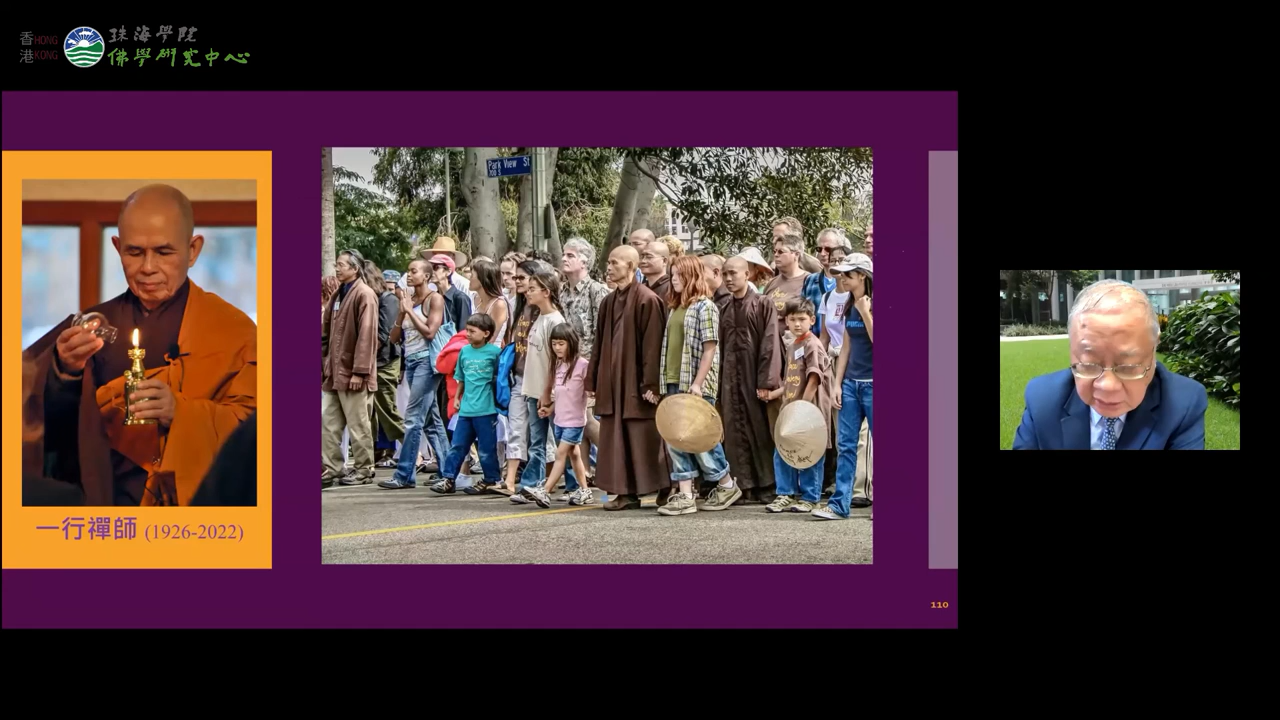 香 HONG
港 KONG
珠海學院
佛學研究中心
Park View St
700 S
一行禪師 (1926-2022)
110